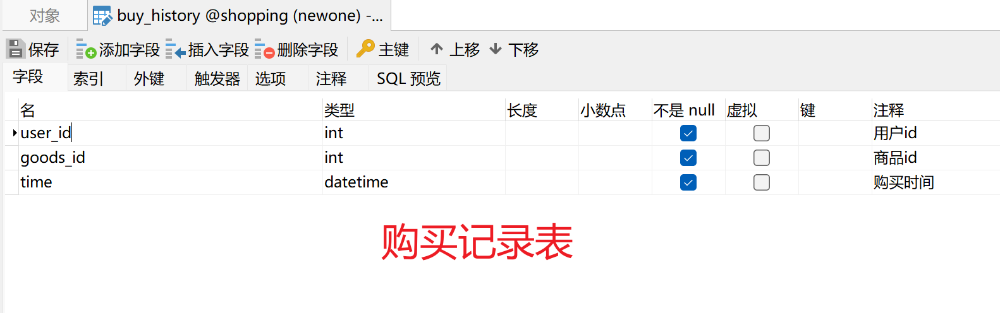 对象 buy_history @shopping (newone) -...
保存 添加字段 插入字段 删除字段 主键 上移 下移
字段 索引 外键 触发器 选项 注释 SQL 预览
名 类型 长度 小数点 不是 null 虚拟 键 注释
user_id int 用户id
goods_id int 商品id
time datetime 购买时间
购买记录表